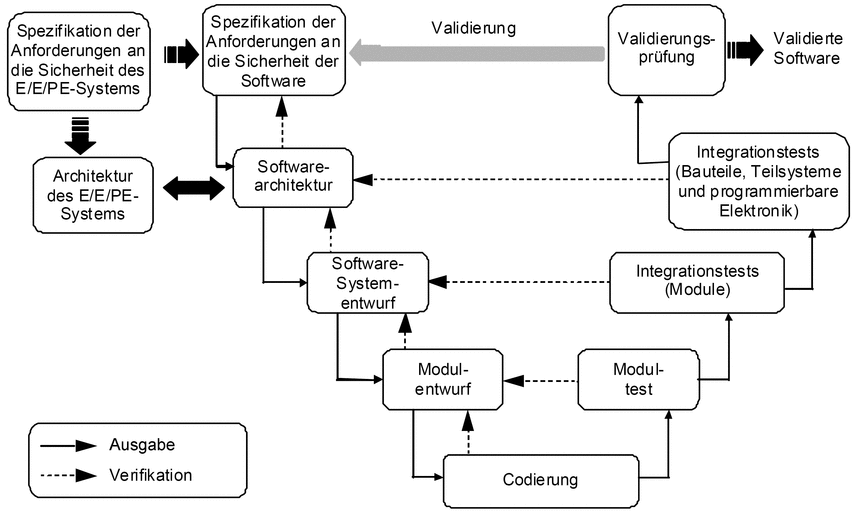 Spezifikation der
Anforderungen an
die Sicherheit des
E/E/PE-Systems
Spezifikation der
Anforderungen an
die Sicherheit der
Software
Validierung
Validierungs-
prüfung
Validierte
Software
Architektur
des E/E/PE-
Systems
Software-
architektur
Integrationstests
(Bauteile, Teilsysteme
und programmierbare
Elektronik)
Software-
System-
entwurf
Integrationstests
(Module)
Modul-
entwurf
Modul-
test
Codierung
Ausgabe
Verifikation